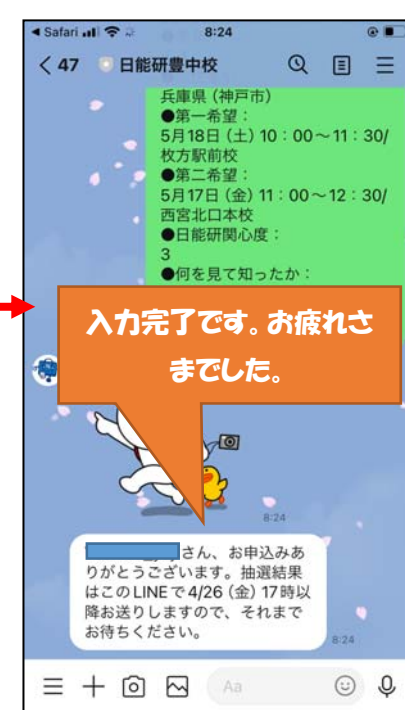 Safari
8:24
47
日能研豊中校
兵庫県(神戸市)
●第一希望:
5月18日(土)10:00~11:30/
枚方駅前校
●第二希望:
5月17日(金)11:00~12:30/
西宮北口本校
●日能研関心度:
3
●何を見て知ったか:
入力完了です。お疲れさ
までした。
8:24
さん、お申込みあ
りがとうございます。抽選結果
はこのLINEで4/26(金)17時以
降お送りしますので、それまで
お待ちください。
8:24
Aa